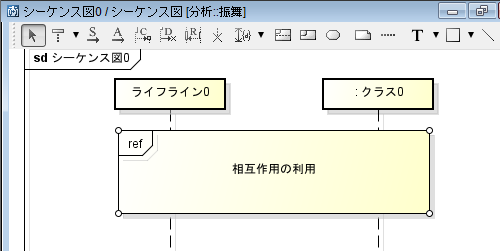 シーケンス図0 / シーケンス図 [分析::振舞]
S A C R T
sd シーケンス図0
ライフライン0 : クラス0
ref
相互作用の利用